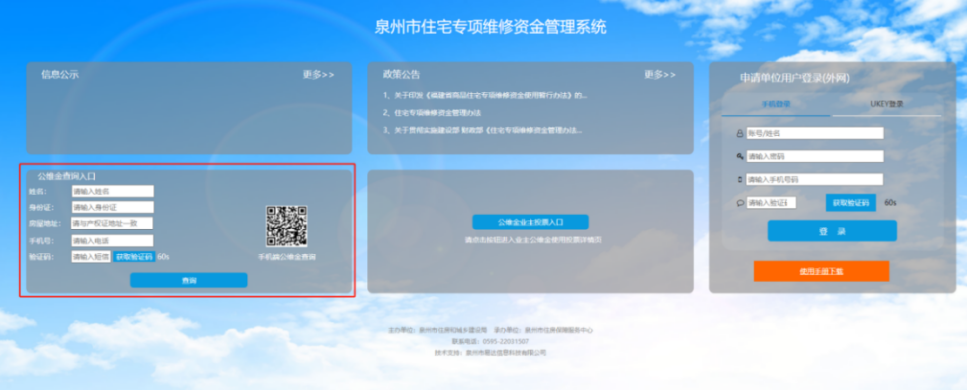 泉州市住宅专项维修资金管理系统
信息公示 更多>>
政策公告 更多>>
1、关于印发《福建省商品住宅专项维修资金使用暂行办法》的...
2、住宅专项维修资金管理办法
3、关于贯彻实施建设部 财政部《住宅专项维修资金管理办法...
申请单位用户登录(外网)
手机登录 UKEY登录
账号/姓名
请输入密码
请输入手机号码
请输入验证 获取验证码 60s
登 录
使用手册下载
公维金查询入口
姓名: 请输入姓名
身份证: 请输入身份证
房屋地址: 请与产权证地址一致
手机号: 请输入电话
验证码: 请输入短信 获取验证码 60s
查询
手机端公维金查询
公维金业主投票入口
请点击按钮进入业主公维金使用投票详情页
主办单位: 泉州市住房和城乡建设局 承办单位: 泉州市住房保障服务中心
联系电话: 0595-22031507